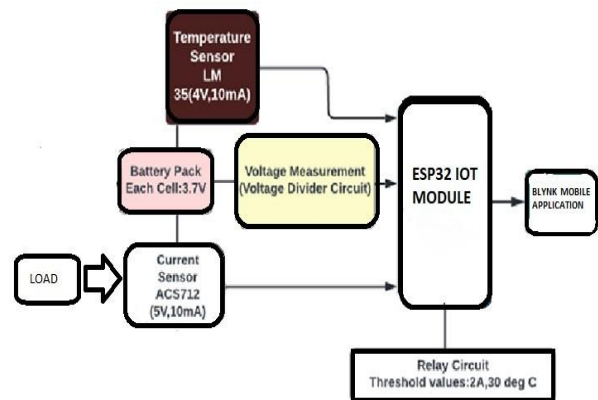 Temperature
Sensor
LM
35(4V,10mA)
Battery Pack
Each Cell:3.7V
Voltage Measurement
(Voltage Divider Circuit)
ESP32 IOT
MODULE
BLYNK MOBILE
APPLICATION
LOAD
Current
Sensor
ACS712
(5V,10mA)
Relay Circuit
Threshold values:2A,30 deg C